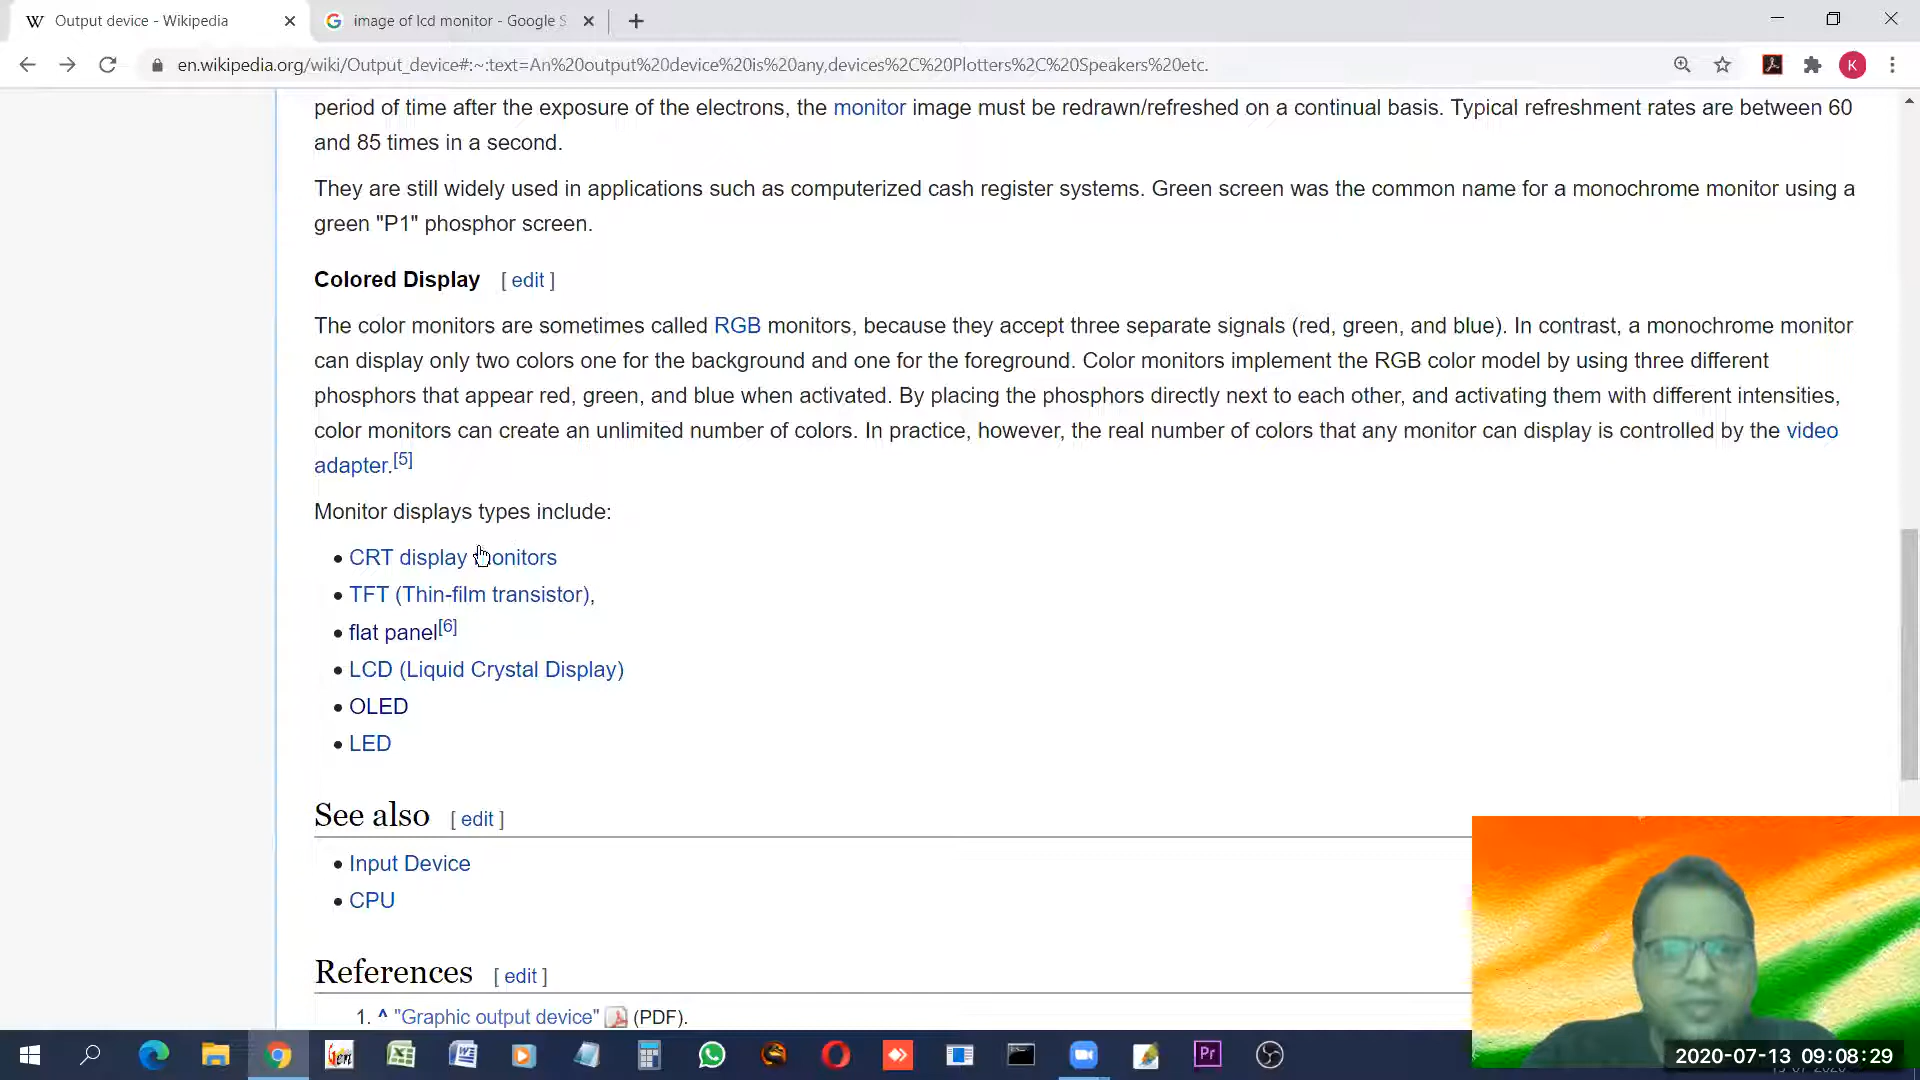 Output device - Wikipedia
image of lcd monitor - Google S
en.wikipedia.org/wiki/Output_device#:~:text=An%20output%20device%20is%20any,devices%2C%20Plotters%2C%20Speakers%20etc.
K
period of time after the exposure of the electrons, the monitor image must be redrawn/refreshed on a continual basis. Typical refreshment rates are between 60
and 85 times in a second.
They are still widely used in applications such as computerized cash register systems. Green screen was the common name for a monochrome monitor using a
green "P1" phosphor screen.
Colored Display [ edit ]
The color monitors are sometimes called RGB monitors, because they accept three separate signals (red, green, and blue). In contrast, a monochrome monitor
can display only two colors one for the background and one for the foreground. Color monitors implement the RGB color model by using three different
phosphors that appear red, green, and blue when activated. By placing the phosphors directly next to each other, and activating them with different intensities,
color monitors can create an unlimited number of colors. In practice, however, the real number of colors that any monitor can display is controlled by the video
adapter.[5]
Monitor displays types include:
• CRT display monitors
• TFT (Thin-film transistor),
• flat panel[6]
• LCD (Liquid Crystal Display)
• OLED
• LED
See also [ edit ]
• Input Device
• CPU
References [ edit ]
1. ^ "Graphic output device" (PDF).
Gen
Pr
2020-07-13 09:08:29